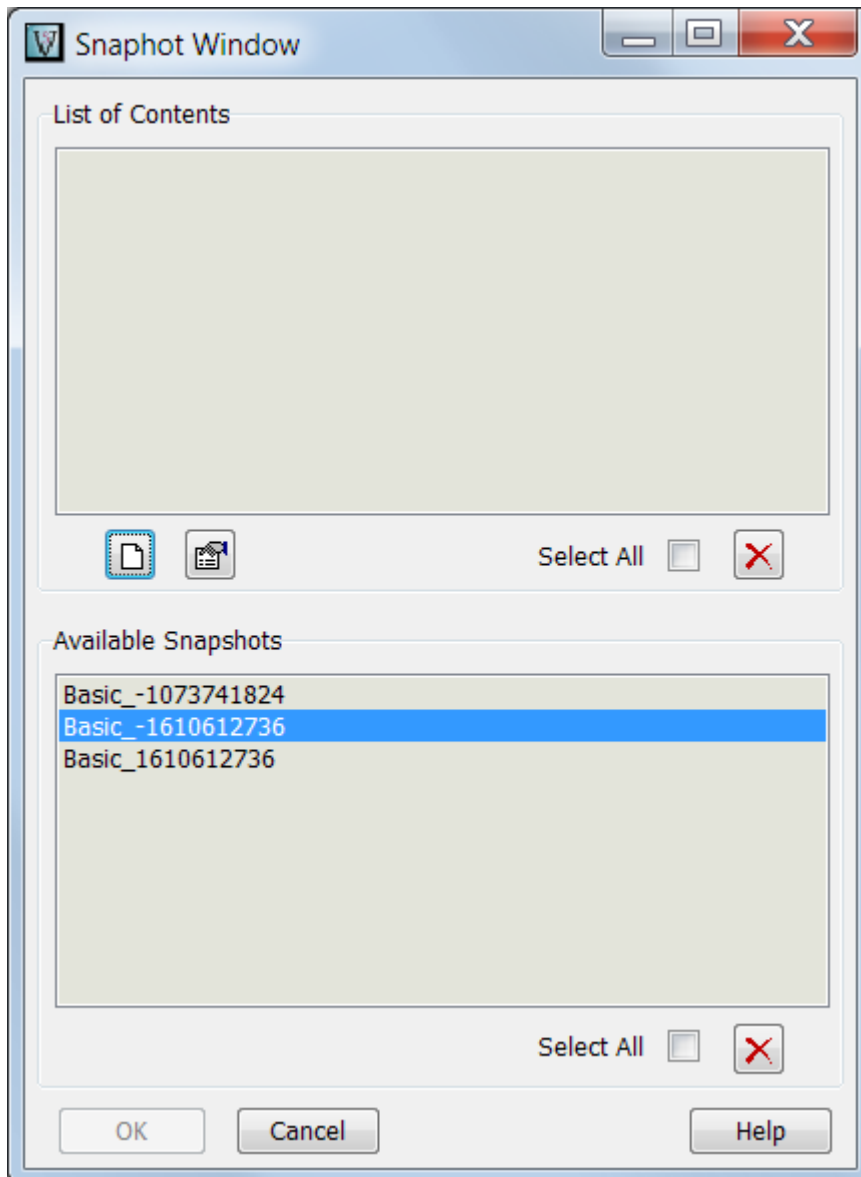 Snaphot Window
List of Contents
Select All
Available Snapshots
Basic_-1073741824
Basic_-1610612736
Basic_1610612736
Select All
OK Cancel Help